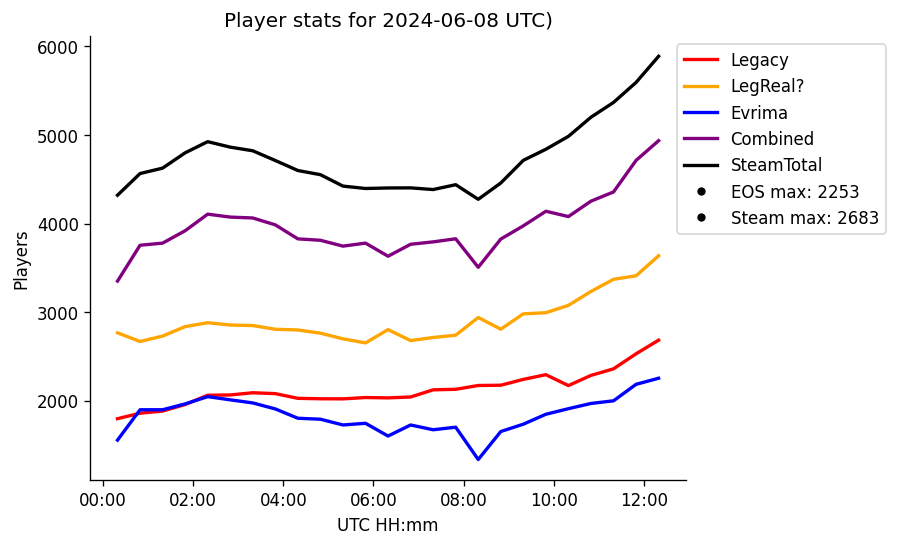 Player stats for 2024-06-08 UTC)
6000
5000
4000
3000
2000
Players
00:00 02:00 04:00 06:00 08:00 10:00 12:00
UTC HH:mm
Legacy
LegReal?
Evrima
Combined
SteamTotal
EOS max: 2253
Steam max: 2683